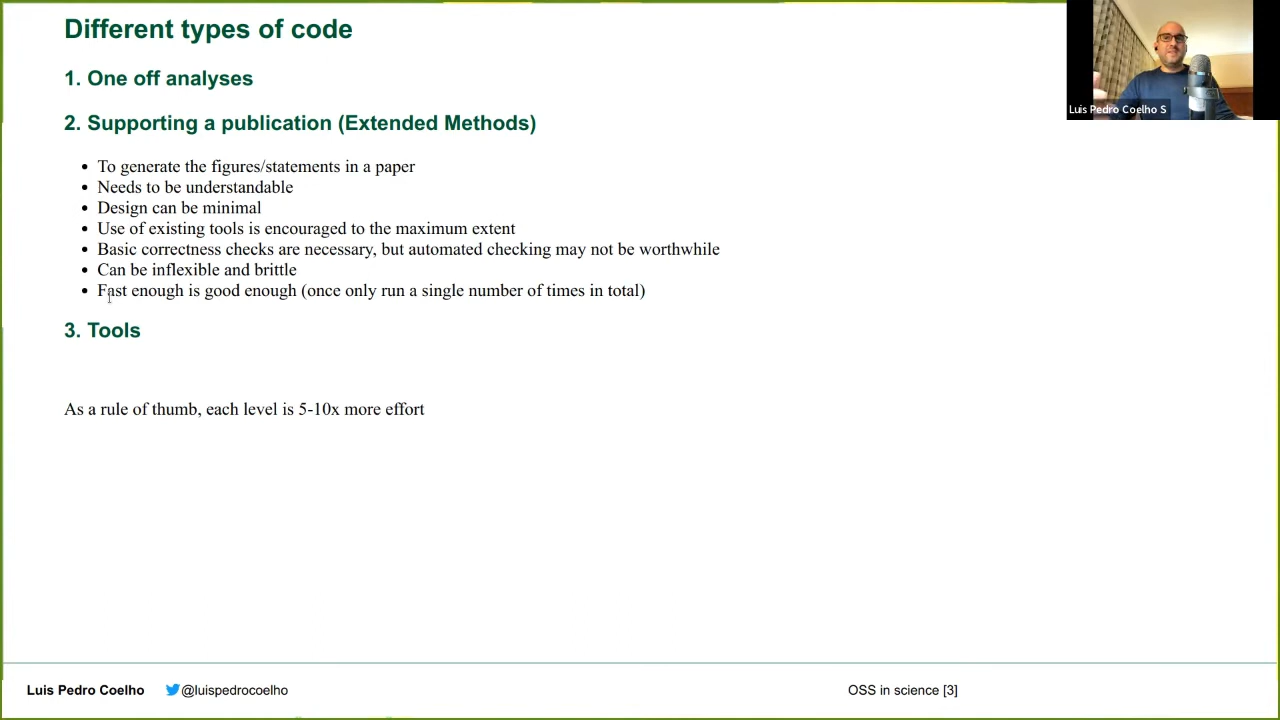 Different types of code
1. One off analyses
2. Supporting a publication (Extended Methods)
• To generate the figures/statements in a paper
• Needs to be understandable
• Design can be minimal
• Use of existing tools is encouraged to the maximum extent
• Basic correctness checks are necessary, but automated checking may not be worthwhile
• Can be inflexible and brittle
• Fast enough is good enough (once only run a single number of times in total)
3. Tools
As a rule of thumb, each level is 5-10x more effort
Luis Pedro Coelho S
Luis Pedro Coelho @luispedrocoelho OSS in science [3]